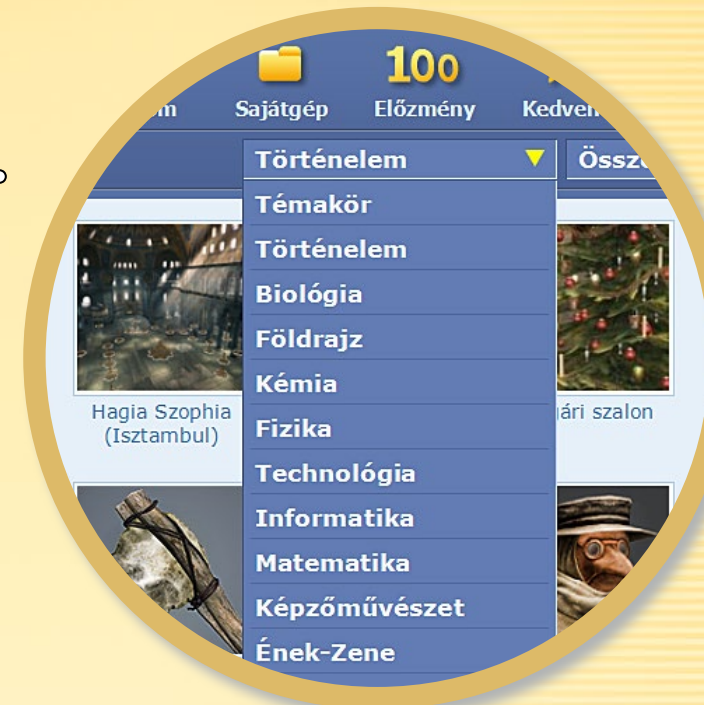 100
Sajátgép
Előzmény
Történelem
Témakör
Történelem
Biológia
Földrajz
Kémia
Fizika
Technológia
Informatika
Matematika
Képzőművészet
Ének-Zene
Hagia Szophia
(Isztambul)
szalon